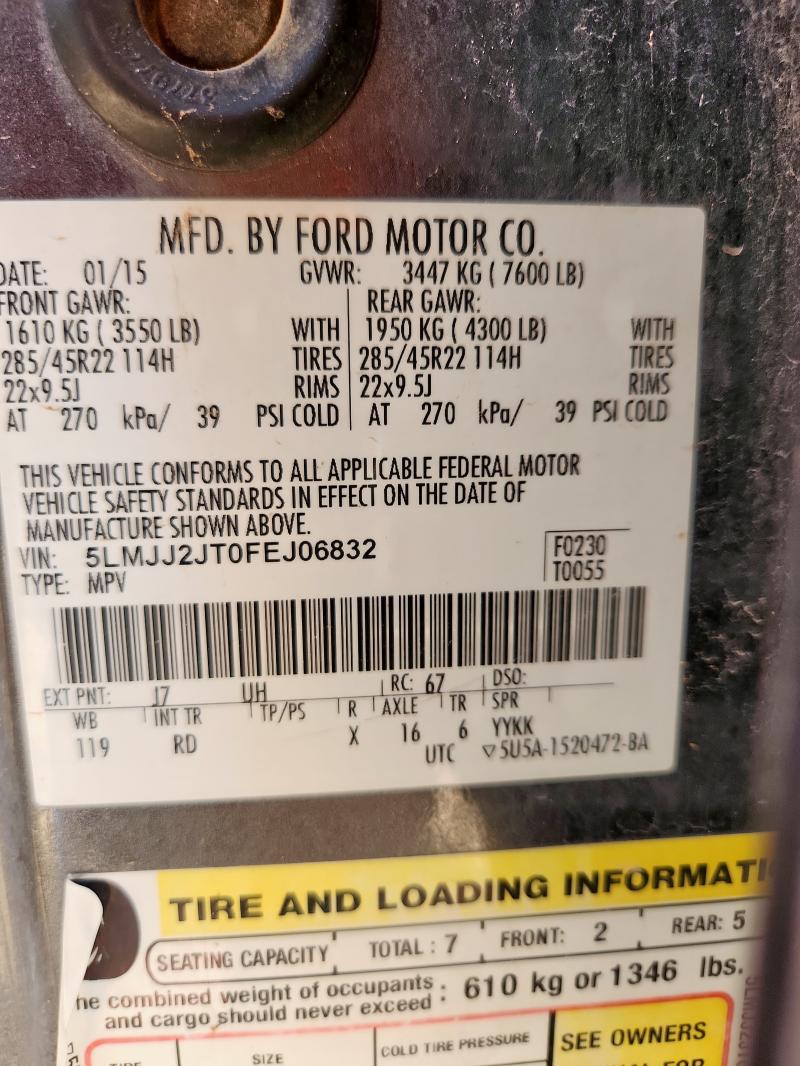 MFD. BY FORD MOTOR CO.
DATE: 01/15 GVWR: 3447 KG ( 7600 LB)
FRONT GAWR: REAR GAWR:
1610 KG ( 3550 LB) WITH 1950 KG ( 4300 LB) WITH
285/45R22 114H TIRES 285/45R22 114H TIRES
22x9.5J RIMS 22x9.5J RIMS
AT 270 kPa/ 39 PSI COLD AT 270 kPa/ 39 PSI COLD
THIS VEHICLE CONFORMS TO ALL APPLICABLE FEDERAL MOTOR
VEHICLE SAFETY STANDARDS IN EFFECT ON THE DATE OF
MANUFACTURE SHOWN ABOVE.
VIN: 5LMJJ2JT0FEJ06832 F0230
TYPE: MPV T0055
EXT PNT: J7 UH RC: 67 DSO:
WB INT TR TP/PS R AXLE TR SPR
119 RD X 16 6 YYKK
UTC ▽5U5A-1520472-BA
TIRE AND LOADING INFORMATI
SEATING CAPACITY TOTAL : 7 FRONT: 2 REAR: 5
he combined weight of occupants
and cargo should never exceed : 610 kg or 1346 lbs.
SIZE COLD TIRE PRESSURE SEE OWNERS
FOR